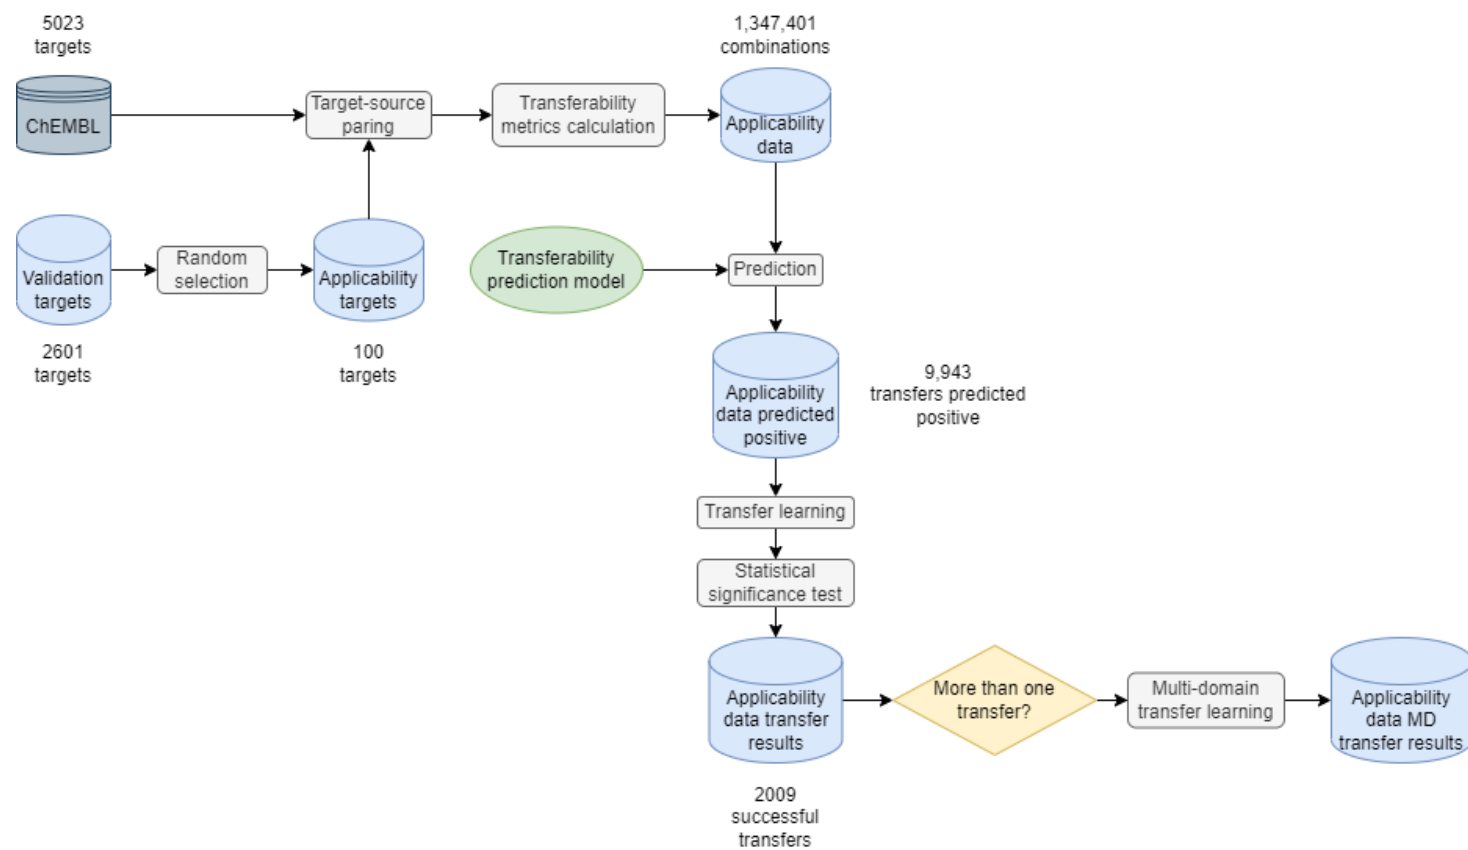 5023
targets
1,347,401
combinations
ChEMBL
Target-source
paring
Transferability
metrics calculation
Applicability
data
Validation
targets
Random
selection
Applicability
targets
Transferability
prediction model
Prediction
2601
targets
100
targets
Applicability
data predicted
positive
9,943
transfers predicted
positive
Transfer learning
Statistical
significance test
Applicability
data transfer
results
More than one
transfer?
Multi-domain
transfer learning
Applicability
data MD
transfer results
2009
successful
transfers